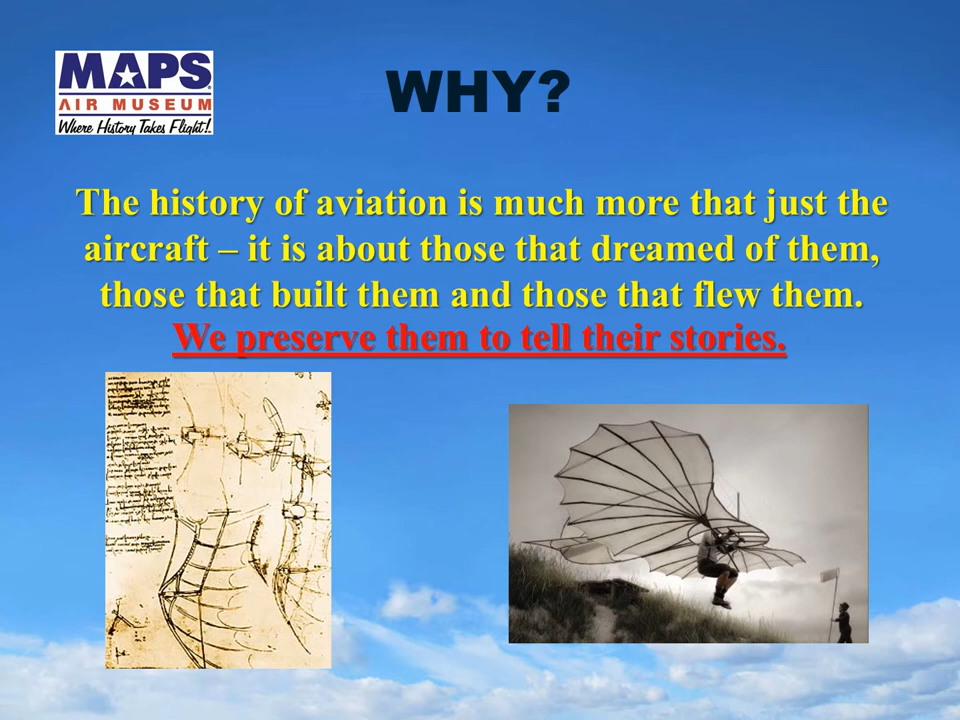 MAPS
AIR MUSEUM
Where History Takes Flight!
WHY?
The history of aviation is much more that just the
aircraft – it is about those that dreamed of them,
those that built them and those that flew them.
We preserve them to tell their stories.